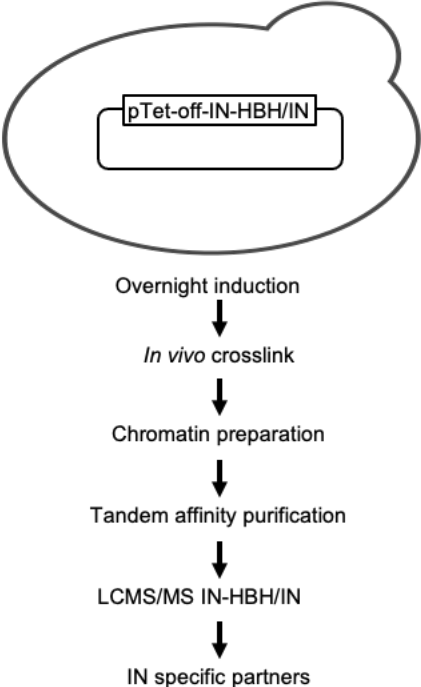 pTet-off-IN-HBH/IN
Overnight induction
In vivo crosslink
Chromatin preparation
Tandem affinity purification
LCMS/MS IN-HBH/IN
IN specific partners